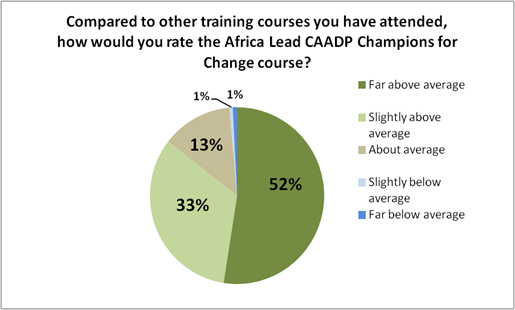 Compared to other training courses you have attended,
how would you rate the Africa Lead CAADP Champions for
Change course?
1%
1%
13%
33%
52%
Far above average
Slightly above
average
About average
Slightly below
average
Far below average